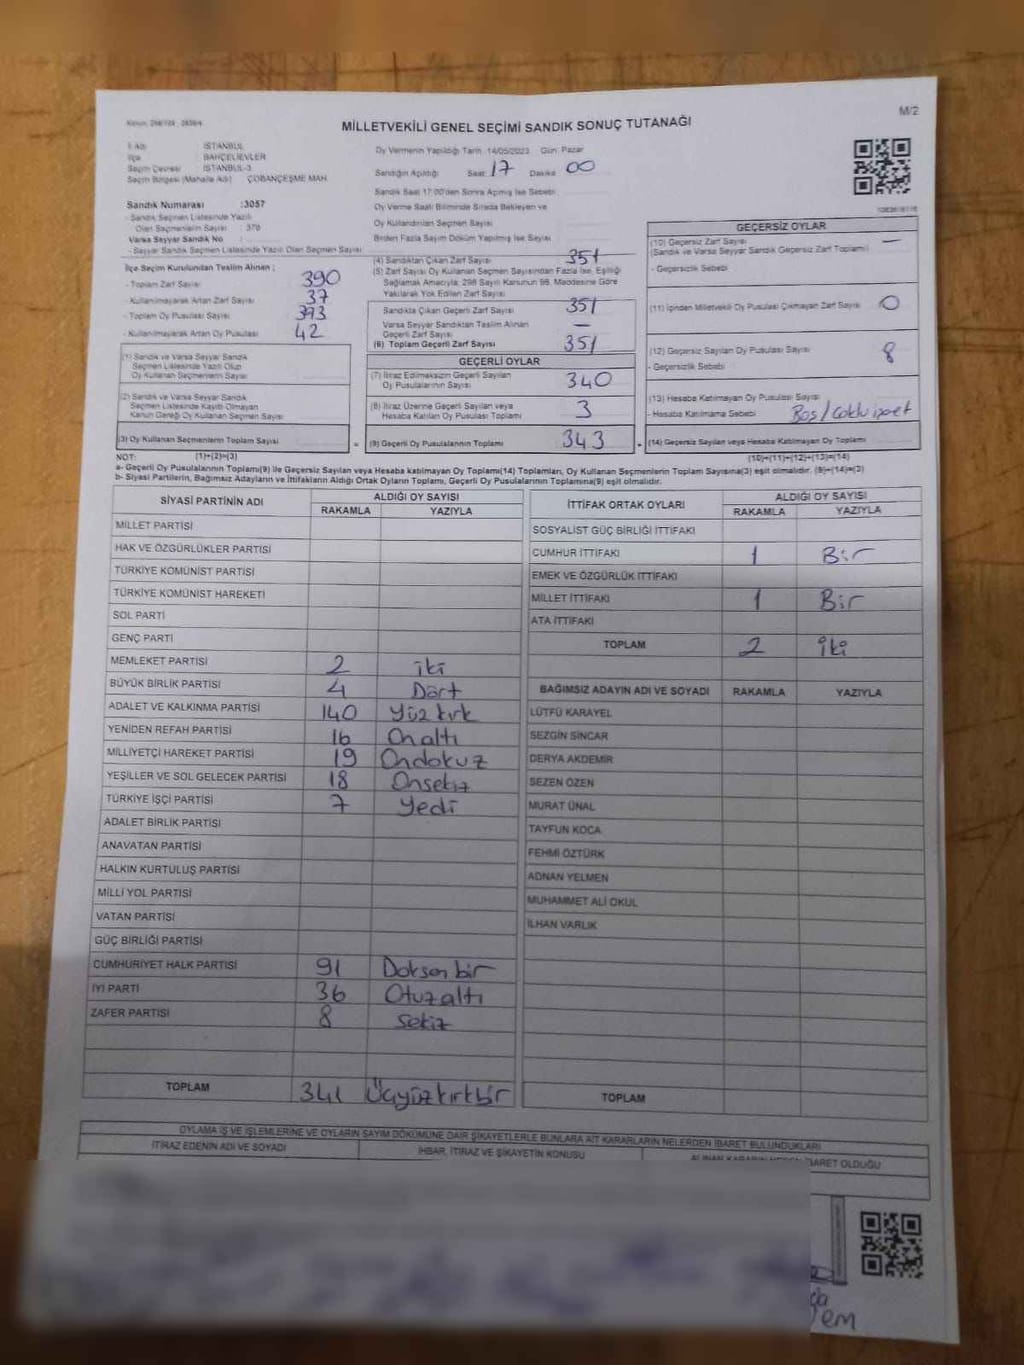 M/2
MİLLETVEKİLİ GENEL SEÇİMİ SANDIK SONUÇ TUTANAĞI
İl Adı : İSTANBUL
İlçe : BAHÇELİEVLER
Seçim Çevresi : İSTANBUL-3
Seçim Bölgesi (Mahalle Adı) : ÇOBANÇEŞME MAH.
Sandık Numarası :3057
- Sandık Seçmen Listesinde Yazılı
Olan Seçmenlerin Sayısı : 376
Varsa Seyyar Sandık No :
- Seyyar Sandık Seçmen Listesinde Yazılı Olan Seçmen Sayısı
İlçe Seçim Kurulundan Teslim Alınan ;
- Toplam Zarf Sayısı 390
- Kullanılmayarak Artan Zarf Sayısı 37
- Toplam Oy Pusulası Sayısı 393
- Kullanılmayarak Artan Oy Pusulası 42
(1) Sandık ve Varsa Seyyar Sandık
Seçmen Listesinde Yazılı Olup
Oy Kullanan Seçmenlerin Sayısı
(2) Sandık ve Varsa Seyyar Sandık
Seçmen Listesinde Kayıtlı Olmayan
Kanun Gereği Oy Kullanan Seçmen Sayısı
(3) Oy Kullanan Seçmenlerin Toplam Sayısı
Oy Vermenin Yapıldığı Tarih :14/05/2023 Gün: Pazar
Sandığın Açıldığı Saat: 17 Dakika 00
Sandık Saat 17:00'den Sonra Açılmış İse Sebebi
Oy Verme Saati Bitiminde Sırada Bekleyen ve
Oy Kullandırılan Seçmen Sayısı
Birden Fazla Sayım Döküm Yapılmış İse Sayısı
(4) Sandıktan Çıkan Zarf Sayısı 351
(5) Zarf Sayısı Oy Kullanan Seçmen Sayısından Fazla İse, Eşitliği
Sağlamak Amacıyla; 298 Sayılı Kanunun 98. Maddesine Göre
Yakılarak Yok Edilen Zarf Sayısı
Sandıkta Çıkan Geçerli Zarf Sayısı 351
Varsa Seyyar Sandıktan Teslim Alınan
Geçerli Zarf Sayısı —
(6) Toplam Geçerli Zarf Sayısı 351
GEÇERLİ OYLAR
(7) İtiraz Edilmeksizin Geçerli Sayılan
Oy Pusulalarının Sayısı 340
(8) İtiraz Üzerine Geçerli Sayılan veya
Hesaba Katılan Oy Pusulası Toplamı 3
= (9) Geçerli Oy Pusulalarının Toplamı 343
GEÇERSİZ OYLAR
(10) Geçersiz Zarf Sayısı —
(Sandık ve Varsa Seyyar Sandık Geçersiz Zarf Toplamı)
- Geçersizlik Sebebi
(11) İçinden Milletvekili Oy Pusulası Çıkmayan Zarf Sayısı 0
(12) Geçersiz Sayılan Oy Pusulası Sayısı 8
- Geçersizlik Sebebi
(13) Hesaba Katılmayan Oy Pusulası Sayısı
- Hesaba Katılmama Sebebi
+ (14) Geçersiz Sayılan veya Hesaba Katılmayan Oy Toplamı
NOT: (1)+(2)=(3) (10)+(11)+(12)+(13)=(14)
a- Geçerli Oy Pusulalarının Toplamı(9) ile Geçersiz Sayılan veya Hesaba katılmayan Oy Toplamı(14) Toplamları, Oy Kullanan Seçmenlerin Toplam Sayısına(3) eşit olmalıdır. (9)+(14)=(3)
b- Siyasi Partilerin, Bağımsız Adayların ve İttifakların Aldığı Ortak Oyların Toplamı, Geçerli Oy Pusulalarının Toplamına(9) eşit olmalıdır.
SİYASİ PARTİNİN ADI ALDIĞI OY SAYISI
RAKAMLA YAZIYLA
MİLLET PARTİSİ
HAK VE ÖZGÜRLÜKLER PARTİSİ
TÜRKİYE KOMÜNİST PARTİSİ
TÜRKİYE KOMÜNİST HAREKETİ
SOL PARTİ
GENÇ PARTİ
MEMLEKET PARTİSİ 2 iki
BÜYÜK BİRLİK PARTİSİ 4 Dört
ADALET VE KALKINMA PARTİSİ 140 Yüz kırk
YENİDEN REFAH PARTİSİ 16 On altı
MİLLİYETÇİ HAREKET PARTİSİ 19 Ondokuz
YEŞİLLER VE SOL GELECEK PARTİSİ 18 Onsekiz
TÜRKİYE İŞÇİ PARTİSİ 7 Yedi
ADALET BİRLİK PARTİSİ
ANAVATAN PARTİSİ
HALKIN KURTULUŞ PARTİSİ
MİLLİ YOL PARTİSİ
VATAN PARTİSİ
GÜÇ BİRLİĞİ PARTİSİ
CUMHURİYET HALK PARTİSİ 91 Doksan bir
İYİ PARTİ 36 Otuz altı
ZAFER PARTİSİ 8 sekiz
TOPLAM 341 Üçyüz kırk bir
İTTİFAK ORTAK OYLARI ALDIĞI OY SAYISI
RAKAMLA YAZIYLA
SOSYALİST GÜÇ BİRLİĞİ İTTİFAKI
CUMHUR İTTİFAKI 1 Bir
EMEK VE ÖZGÜRLÜK İTTİFAKI
MİLLET İTTİFAKI 1 Bir
ATA İTTİFAKI
TOPLAM 2 iki
BAĞIMSIZ ADAYIN ADI VE SOYADI RAKAMLA YAZIYLA
LÜTFÜ KARAYEL
SEZGİN SİNCAR
DERYA AKDEMİR
SEZEN ÖZEN
MURAT ÜNAL
TAYFUN KOCA
FEHMİ ÖZTÜRK
ADNAN YELMEN
MUHAMMET ALİ OKUL
İLHAN VARLIK
TOPLAM
OYLAMA İŞ VE İŞLEMLERİNE VE OYLARIN SAYIM DÖKÜMÜNE DAİR ŞİKAYETLERLE BUNLARA AİT KARARLARIN NELERDEN İBARET BULUNDUKLARI
İTİRAZ EDENİN ADI VE SOYADI İHBAR, İTİRAZ VE ŞİKAYETİN KONUSU